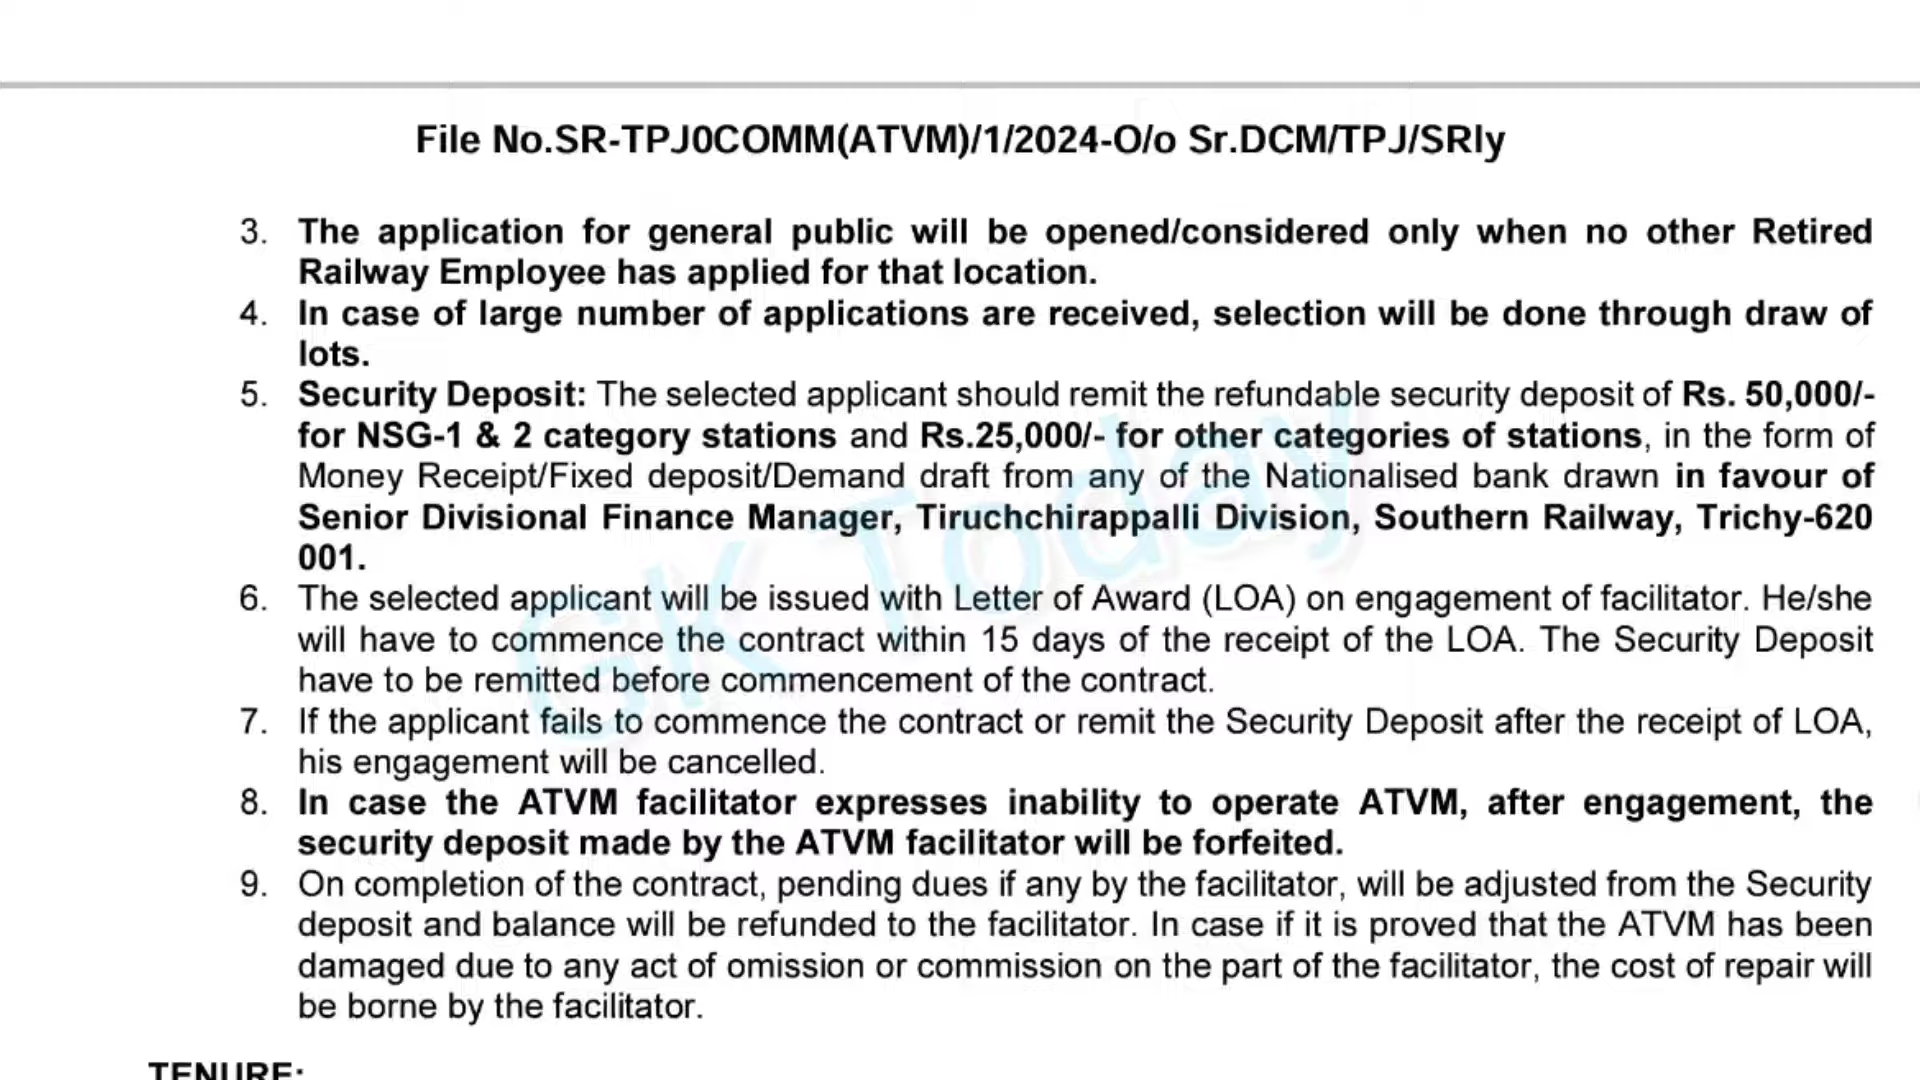 File No.SR-TPJ0COMM(ATVM)/1/2024-O/o Sr.DCM/TPJ/SRly
3. The application for general public will be opened/considered only when no other Retired
Railway Employee has applied for that location.
4. In case of large number of applications are received, selection will be done through draw of
lots.
5. Security Deposit: The selected applicant should remit the refundable security deposit of Rs. 50,000/-
for NSG-1 & 2 category stations and Rs.25,000/- for other categories of stations, in the form of
Money Receipt/Fixed deposit/Demand draft from any of the Nationalised bank drawn in favour of
Senior Divisional Finance Manager, Tiruchchirappalli Division, Southern Railway, Trichy-620
001.
6. The selected applicant will be issued with Letter of Award (LOA) on engagement of facilitator. He/she
will have to commence the contract within 15 days of the receipt of the LOA. The Security Deposit
have to be remitted before commencement of the contract.
7. If the applicant fails to commence the contract or remit the Security Deposit after the receipt of LOA,
his engagement will be cancelled.
8. In case the ATVM facilitator expresses inability to operate ATVM, after engagement, the
security deposit made by the ATVM facilitator will be forfeited.
9. On completion of the contract, pending dues if any by the facilitator, will be adjusted from the Security
deposit and balance will be refunded to the facilitator. In case if it is proved that the ATVM has been
damaged due to any act of omission or commission on the part of the facilitator, the cost of repair will
be borne by the facilitator.
TENURE:
GK Today